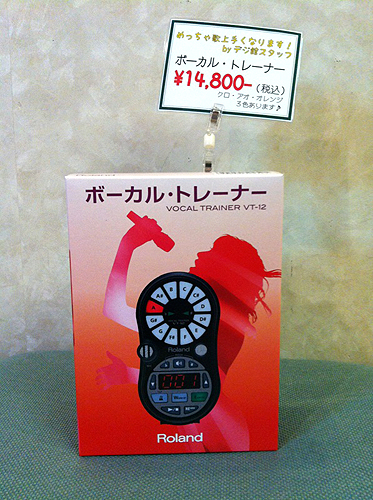 めっちゃ歌上手くなります!
byデジ館スタッフ
ボーカル・トレーナー
¥14,800-(税込)
クロ・アオ・オレンジ
3色あります♪
ボーカル・トレーナー
VOCAL TRAINER VT-12
B
C
C#
D
D#
E
F
F#
G
G#
A
A#
Roland
001
Roland